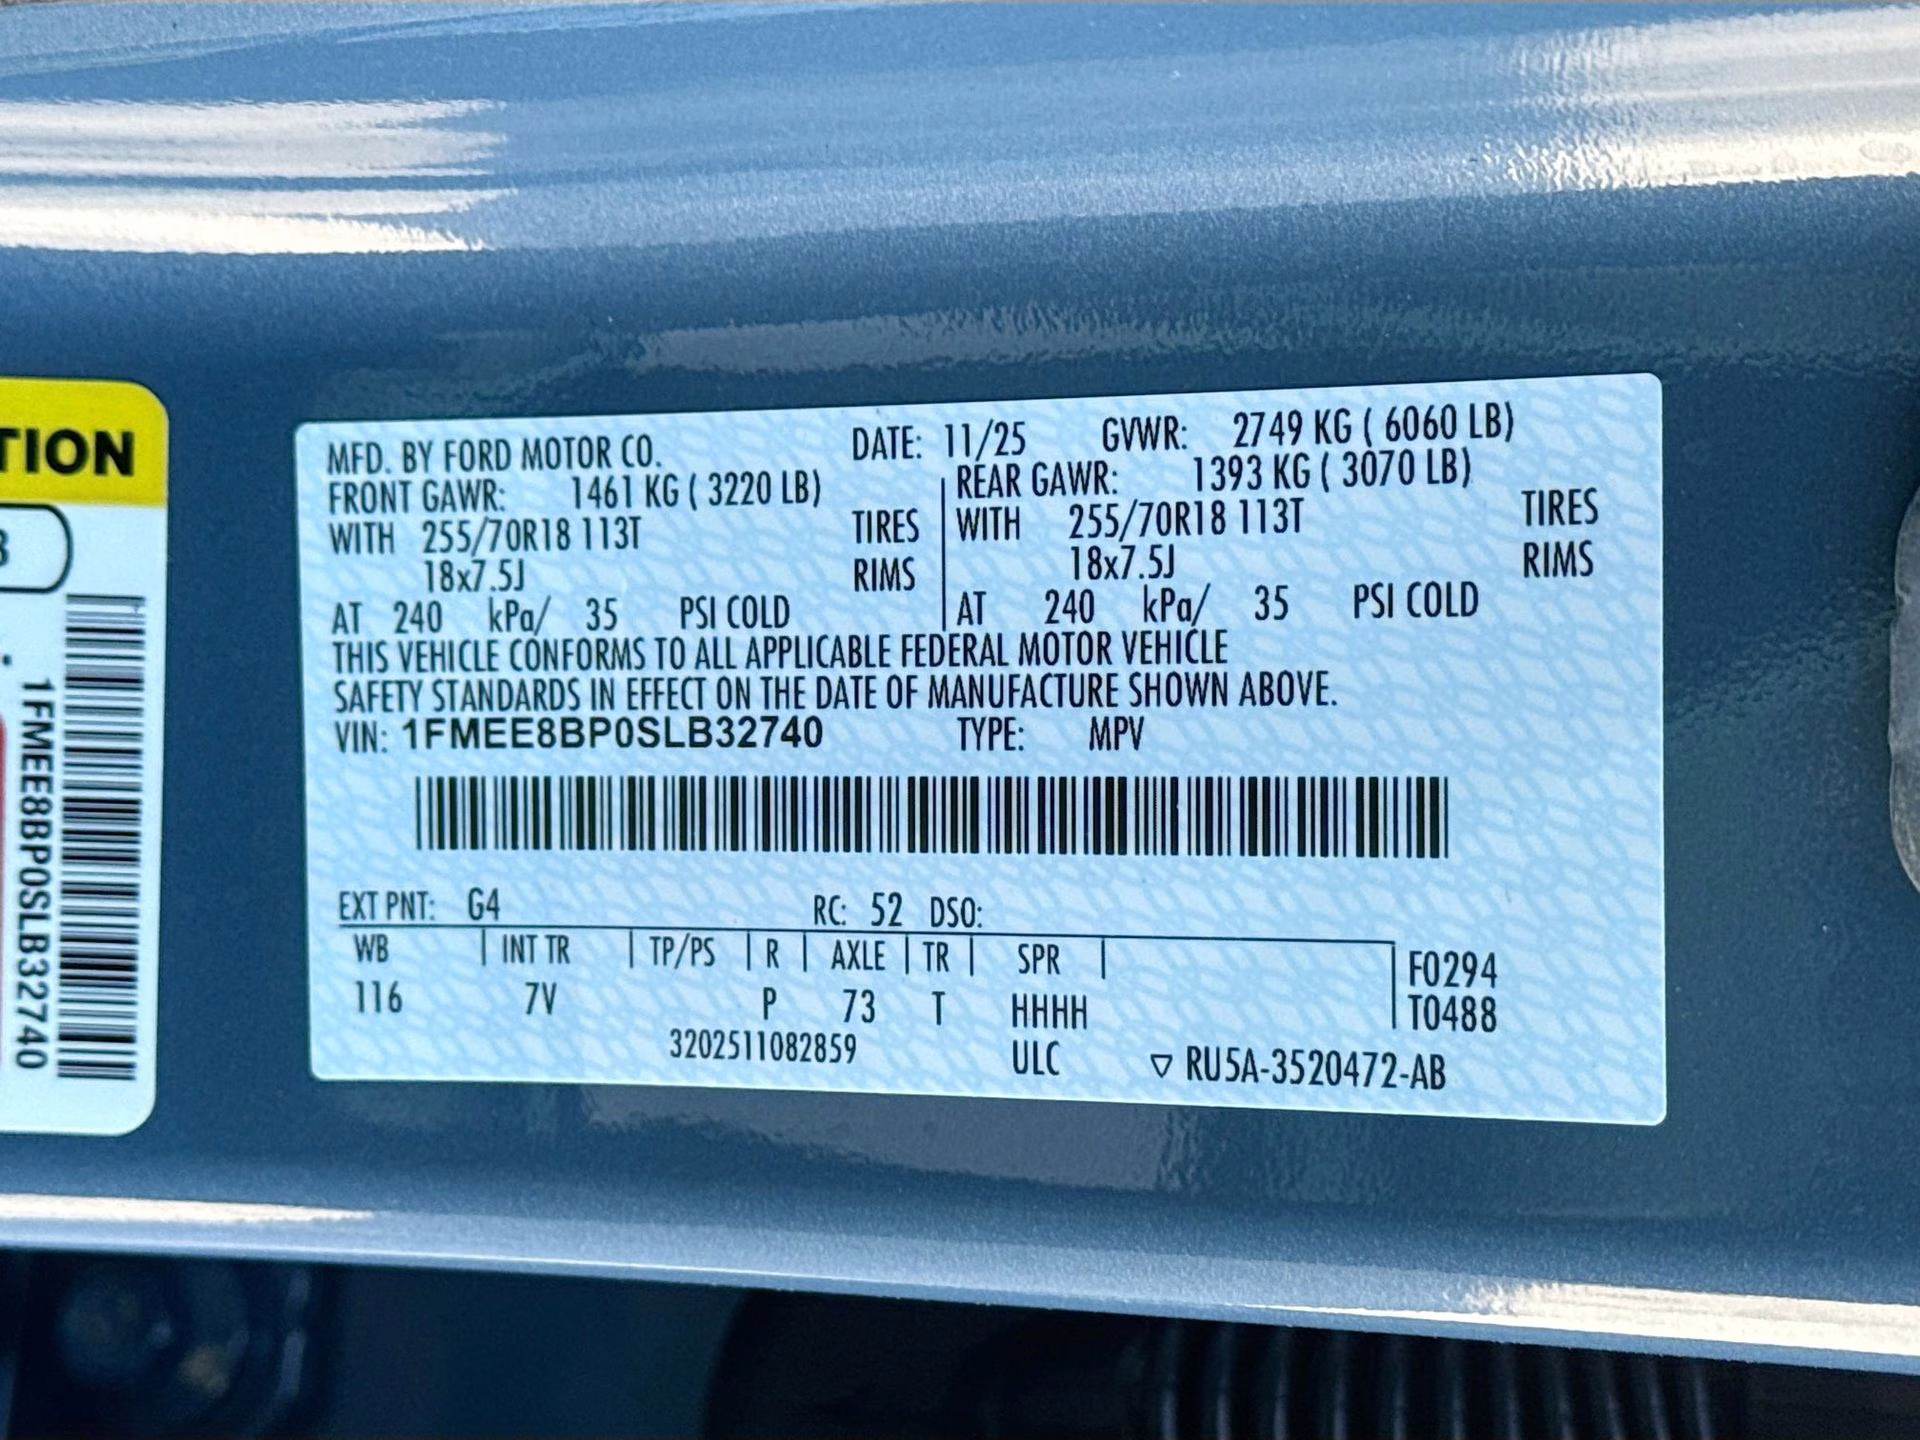 TION
3
1FMEE8BP0SLB32740
MFD. BY FORD MOTOR CO. DATE: 11/25 GVWR: 2749 KG ( 6060 LB)
FRONT GAWR: 1461 KG ( 3220 LB) REAR GAWR: 1393 KG ( 3070 LB)
WITH 255/70R18 113T TIRES WITH 255/70R18 113T TIRES
18x7.5J RIMS 18x7.5J RIMS
AT 240 kPa/ 35 PSI COLD AT 240 kPa/ 35 PSI COLD
THIS VEHICLE CONFORMS TO ALL APPLICABLE FEDERAL MOTOR VEHICLE
SAFETY STANDARDS IN EFFECT ON THE DATE OF MANUFACTURE SHOWN ABOVE.
VIN: 1FMEE8BP0SLB32740 TYPE: MPV
EXT PNT: G4 RC: 52 DSO:
WB INT TR TP/PS R AXLE TR SPR F0294
116 7V P 73 T HHHH T0488
3202511082859 ULC ▽ RU5A-3520472-AB